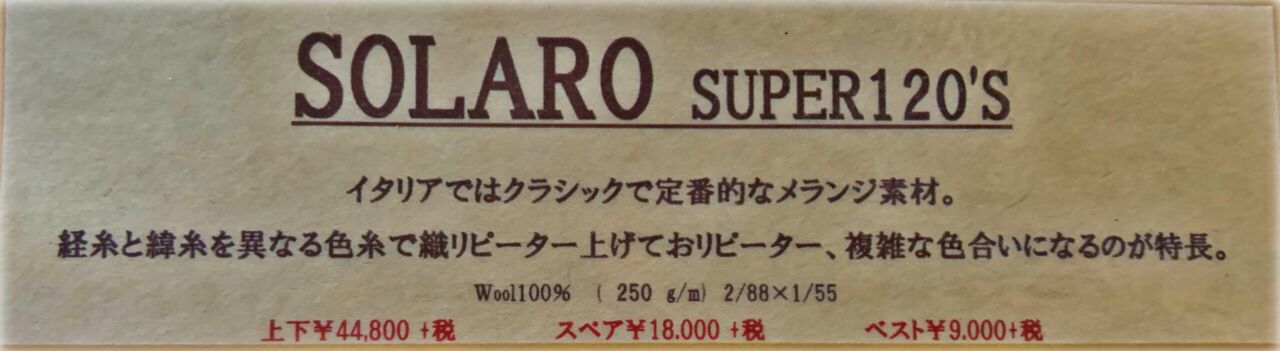 SOLARO SUPER120'S
イタリアではクラシックで定番的なメランジ素材。
経糸と緯糸を異なる色糸で織リピーター上げておリピーター、複雑な色合いになるのが特長。
Wool100% ( 250 g/m) 2/88×1/55
上下¥44,800 +税 スペア¥18.000 +税 ベスト¥9.000+税